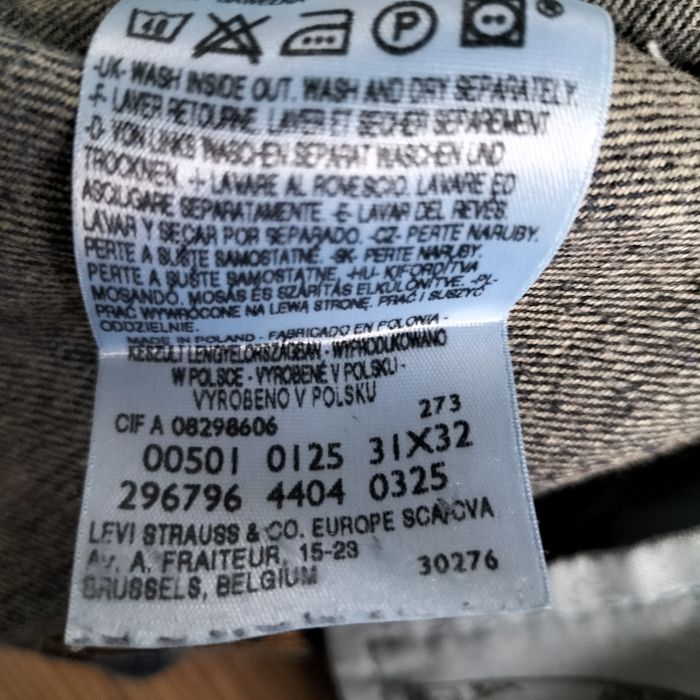 40 P
-UK- WASH INSIDE OUT. WASH AND DRY SEPARATELY.
-F- LAVER RETOURNE. LAVER ET SECHER SEPAREMENT
-D- VON LINKS WASCHEN SEPARAT WASCHEN UND
TROCKNEN. -I- LAVARE AL ROVESCIO. LAVARE ED
ASCIUGARE SEPARATAMENTE. -E- LAVAR DEL REVES.
LAVAR Y SECAR POR SEPARADO. -CZ- PERTE NARUBY.
PERTE A SUŠTE SAMOSTATNE. -SK- PERTE NARUBY.
PERTE A SUŠTE SAMOSTATNE. -HU- KIFORDITVA
MOSANDO. MOSÁS ÉS SZÁRÍTÁS ELKÜLÖNÍTVE. -PL-
PRAĆ WYWRÓCONE NA LEWĄ STRONĘ. PRAĆ I SUSZYĆ
ODDZIELNIE.
MADE IN POLAND - FABRICADO EN POLONIA -
KESZULT LENGYELORSZAGBAN - WYPRODUKOWANO
W POLSCE - VYROBENÉ V POLSKU -
VYROBENO V POLSKU
273
CIF A 08298606
00501 0125 31X32
296796 4404 0325
LEVI STRAUSS & CO. EUROPE SCA/CVA
AV. A. FRAITEUR, 15-23
30276
BRUSSELS, BELGIUM